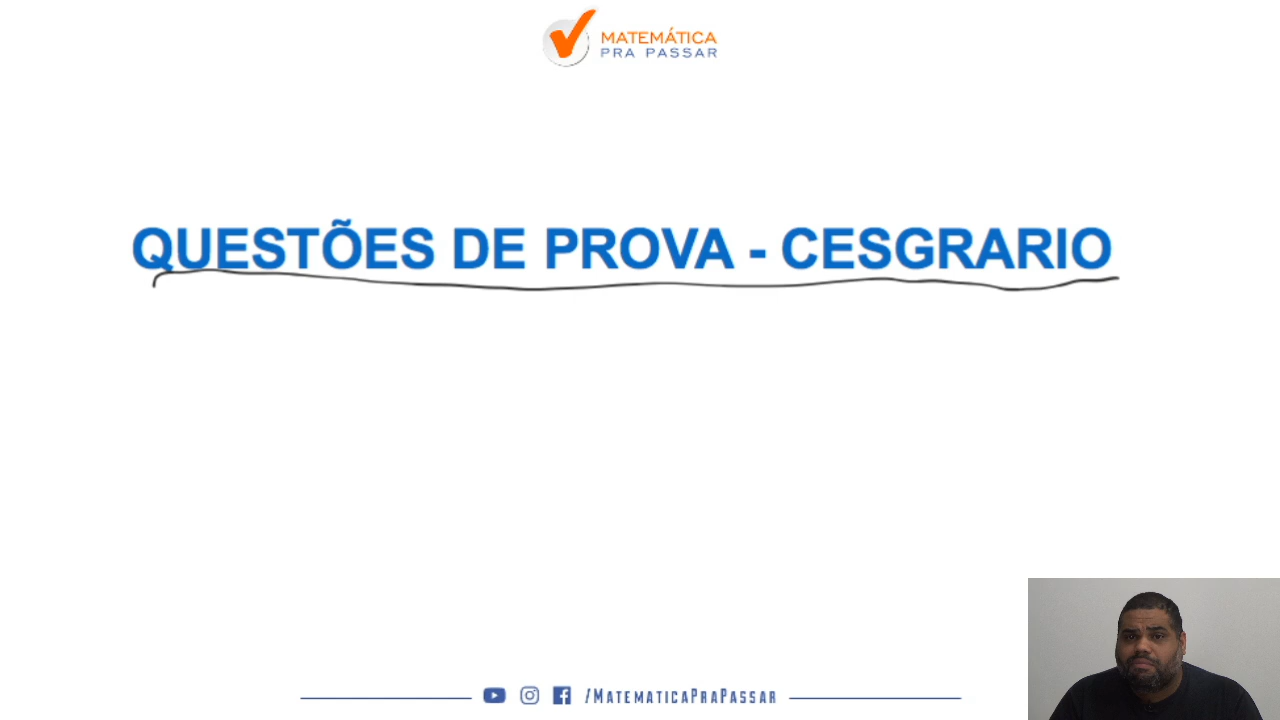 MATEMÁTICA
PRA PASSAR
QUESTÕES DE PROVA - CESGRARIO
/MATEMATICAPRAPASSAR